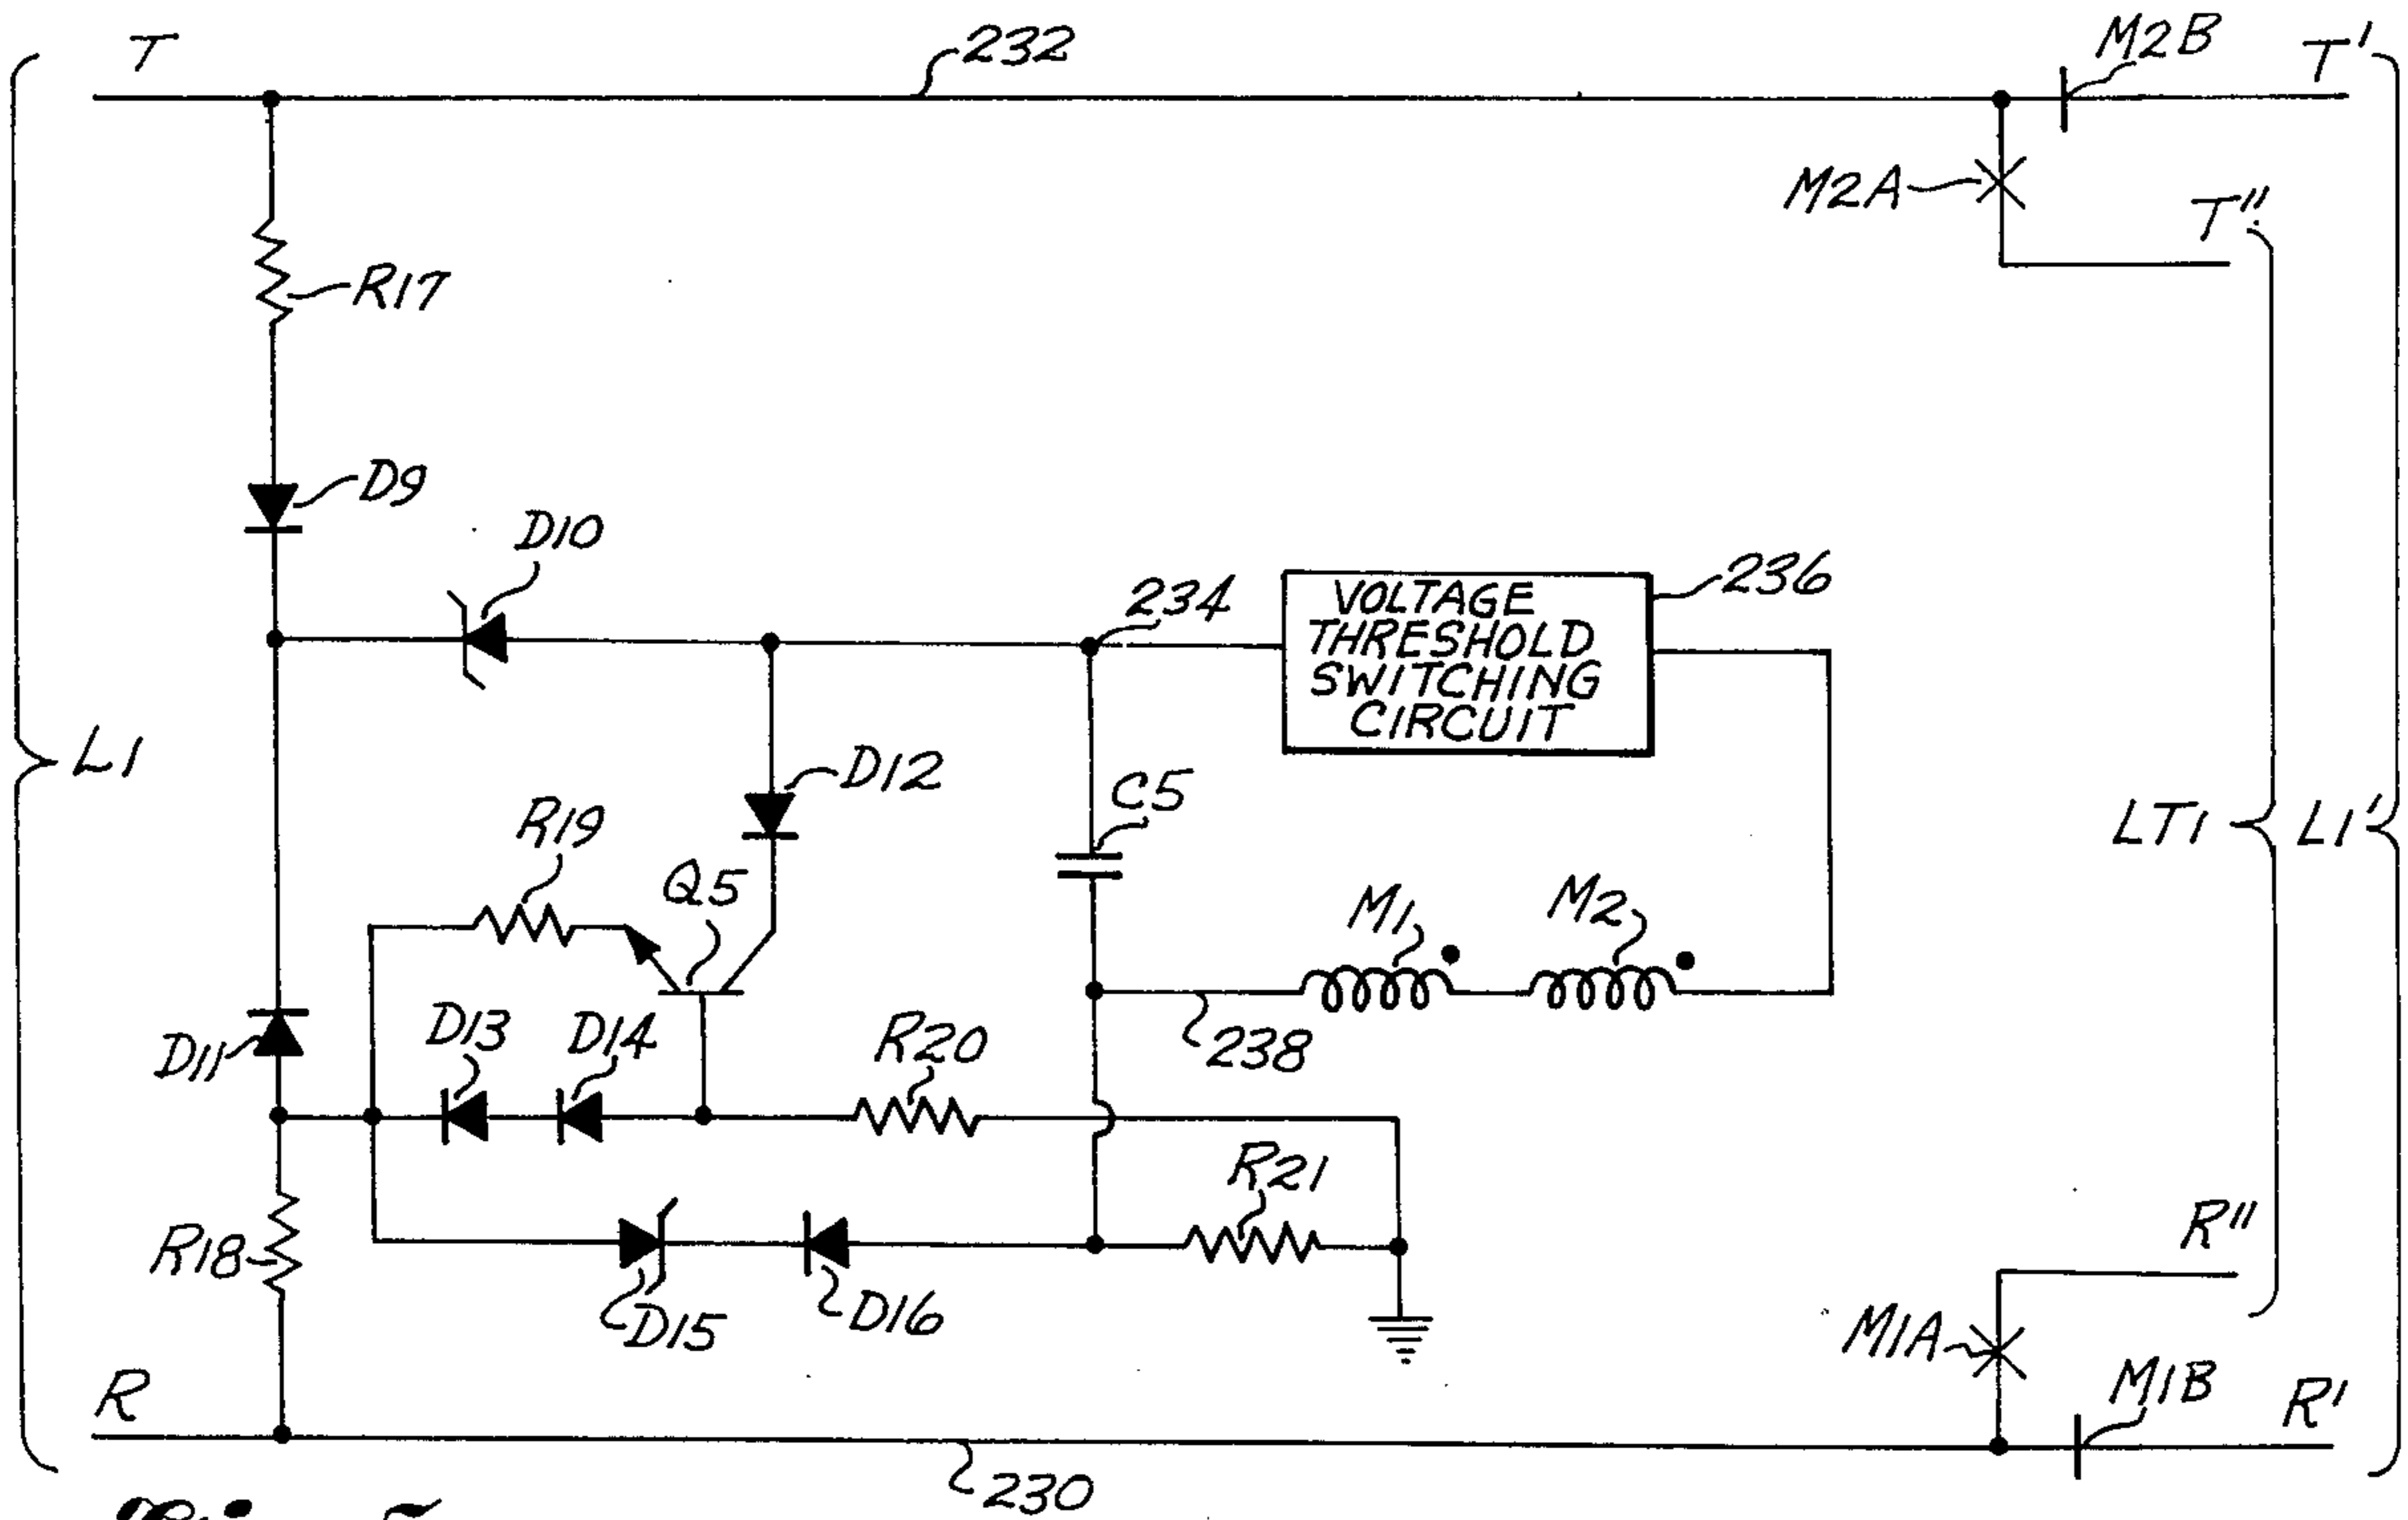 T
232
M2B
T'
M2A
T"
R17
D9
D10
234
VOLTAGE
THRESHOLD
SWITCHING
CIRCUIT
236
L1
D12
C5
R19
Q5
LT1
L1'
M1
M2
D11
D13
D14
R20
238
R21
R18
D15
D16
R"
M1A
M1B
R
R'
230